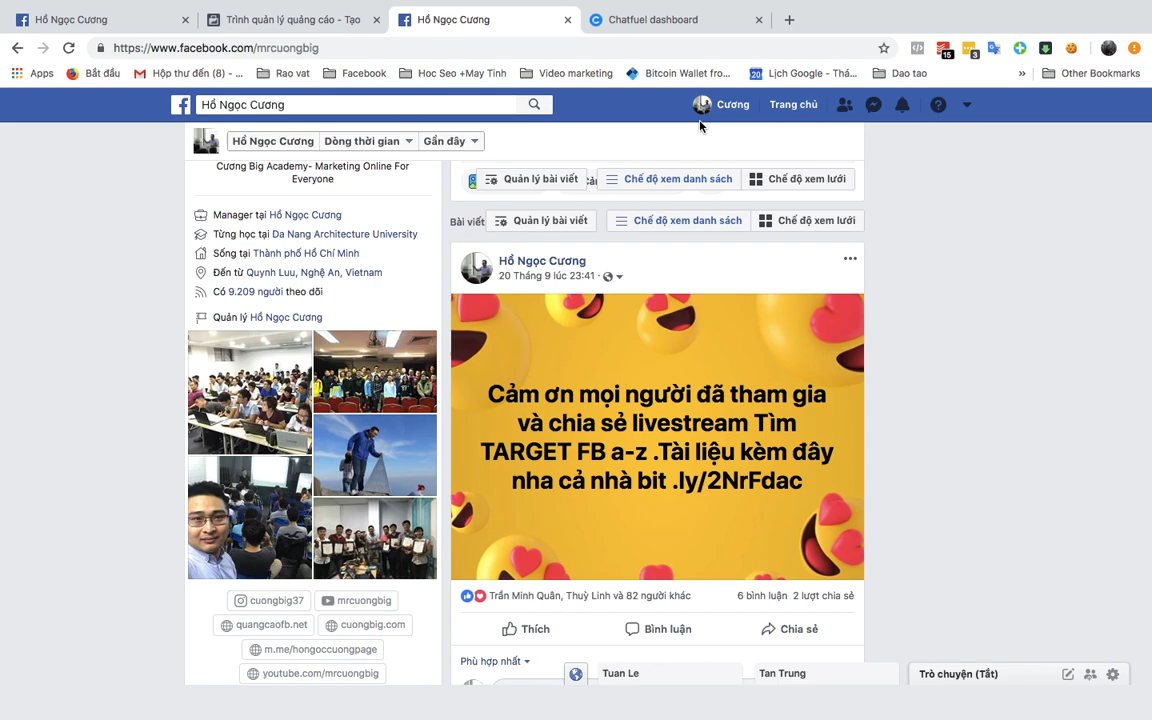 Hồ Ngọc Cương
Trình quản lý quảng cáo - Tạo
Hồ Ngọc Cương
Chatfuel dashboard
https://www.facebook.com/mrcuongbig
15
3
Apps
Bắt đầu
Hộp thư đến (8) - ...
Rao vat
Facebook
Hoc Seo +May Tinh
Video marketing
Bitcoin Wallet fro...
20
Lịch Google - Thá...
Dao tao
»
Other Bookmarks
Hồ Ngọc Cương
Cương
Trang chủ
Hồ Ngọc Cương
Dòng thời gian
Gần đây
Cương Big Academy- Marketing Online For
Everyone
Manager tại Hồ Ngọc Cương
Từng học tại Da Nang Architecture University
Sống tại Thành phố Hồ Chí Minh
Đến từ Quynh Luu, Nghệ An, Vietnam
Có 9.209 người theo dõi
Quản lý Hồ Ngọc Cương
cuongbig37
mrcuongbig
quangcaofb.net
cuongbig.com
m.me/hongoccuongpage
youtube.com/mrcuongbig
Quản lý bài viết
Chế độ xem danh sách
Chế độ xem lưới
Bài viết
Quản lý bài viết
Chế độ xem danh sách
Chế độ xem lưới
Hồ Ngọc Cương
20 Tháng 9 lúc 23:41 ·
Cảm ơn mọi người đã tham gia
và chia sẻ livestream Tìm
TARGET FB a-z .Tài liệu kèm đây
nha cả nhà bit .ly/2NrFdac
Trần Minh Quân, Thuỳ Linh và 82 người khác
6 bình luận 2 lượt chia sẻ
Thích
Bình luận
Chia sẻ
Phù hợp nhất
Tuan Le
Tan Trung
Trò chuyện (Tắt)